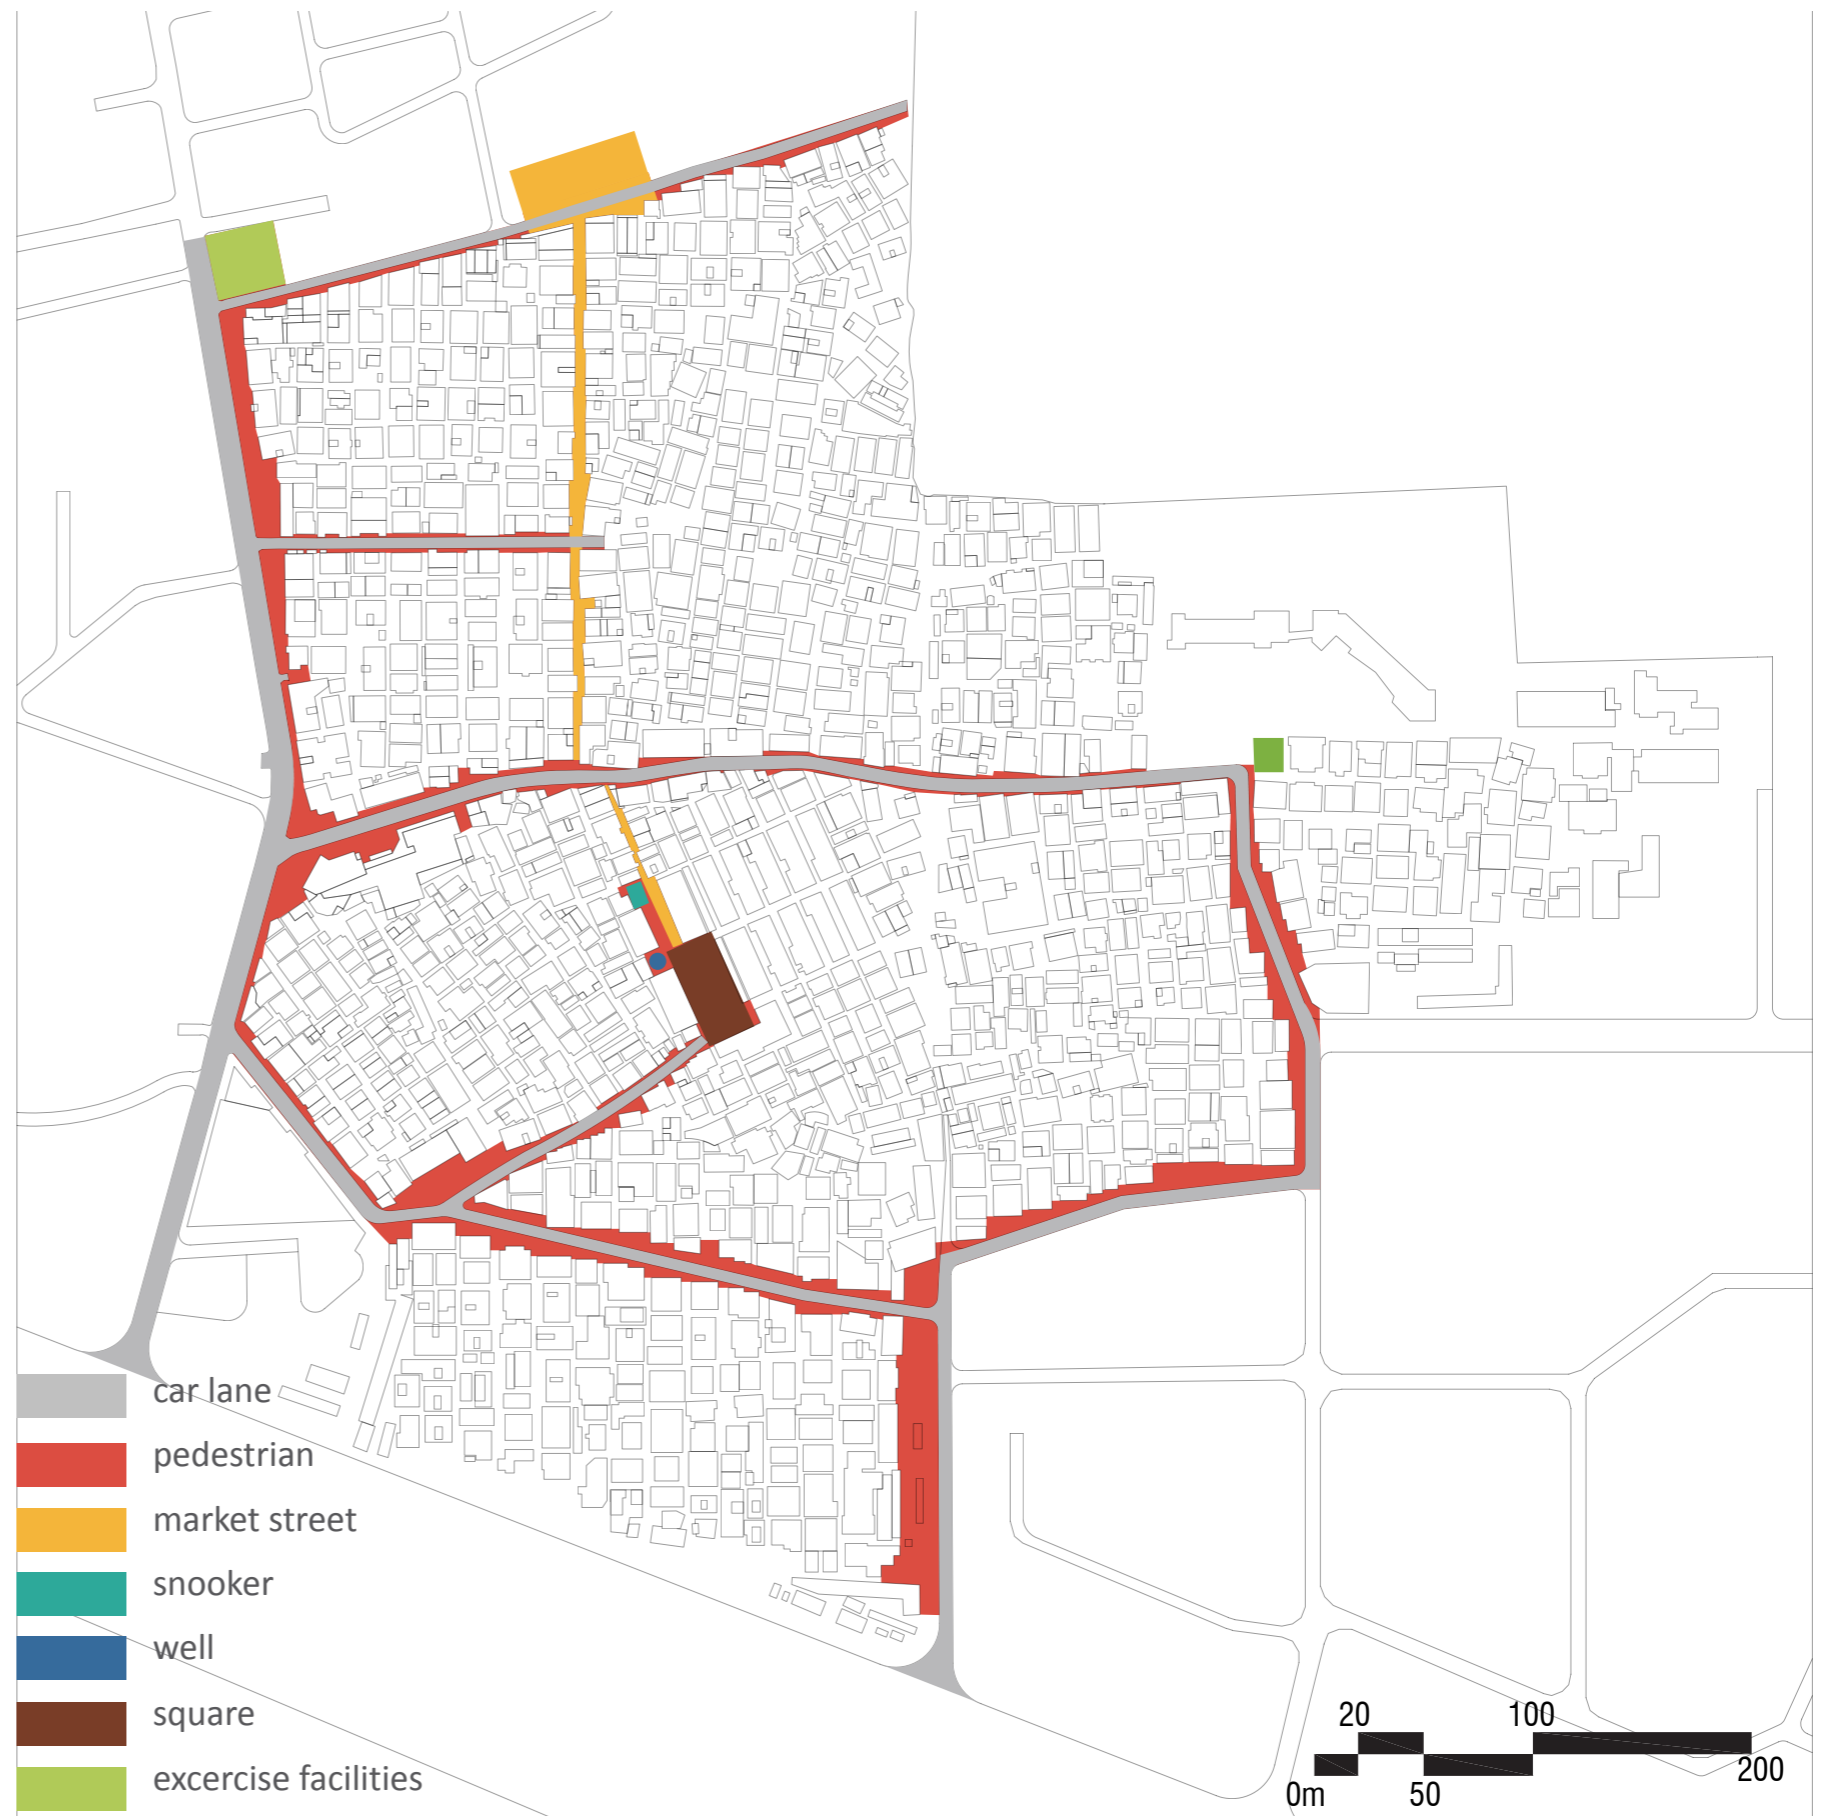 car lane
pedestrian
market street
snooker
well
square
excercise facilities
20 100
0m 50 200